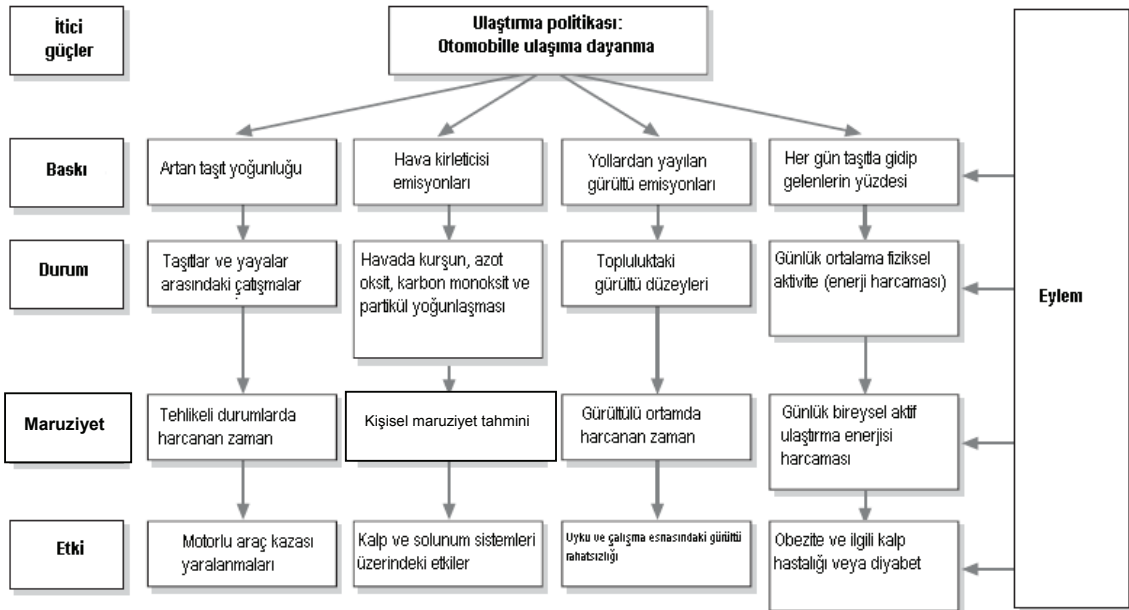 İtici
güçler
Ulaştırma politikası:
Otomobille ulaşıma dayanma
Baskı
Artan taşıt yoğunluğu
Hava kirleticisi
emisyonları
Yollardan yayılan
gürültü emisyonları
Her gün taşıtla gidip
gelenlerin yüzdesi
Durum
Taşıtlar ve yayalar
arasındaki çatışmalar
Havada kurşun, azot
oksit, karbon monoksit ve
partikül yoğunlaşması
Topluluktaki
gürültü düzeyleri
Günlük ortalama fiziksel
aktivite (enerji harcaması)
Eylem
Maruziyet
Tehlikeli durumlarda
harcanan zaman
Kişisel maruziyet tahmini
Gürültülü ortamda
harcanan zaman
Günlük bireysel aktif
ulaştırma enerjisi
harcaması
Etki
Motorlu araç kazası
yaralanmaları
Kalp ve solunum sistemleri
üzerindeki etkiler
Uyku ve çalışma esnasındaki gürültü
rahatsızlığı
Obezite ve ilgili kalp
hastalığı veya diyabet